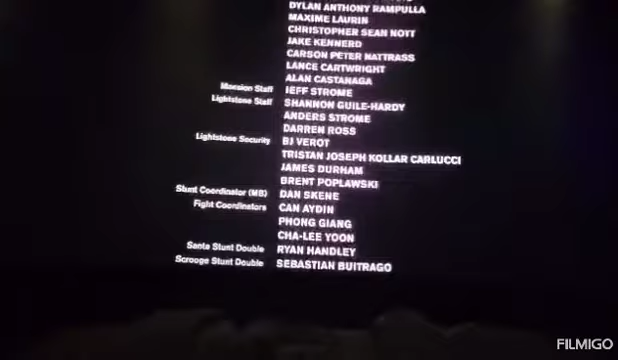 DYLAN ANTHONY RAMPULLA
MAXIME LAURIN
CHRISTOPHER SEAN NOTT
JAKE KENNERD
CARSON PETER NATTRASS
LANCE CARTWRIGHT
ALAN CASTANAGA
Mansion Staff JEFF STROME
Lightstone Staff SHANNON GUILE-HARDY
ANDERS STROME
DARREN ROSS
Lightstone Security BJ VEROT
TRISTAN JOSEPH KOLLAR CARLUCCI
JAMES DURHAM
BRENT POPLAWSKI
Stunt Coordinator (MB) DAN SKENE
Fight Coordinators CAN AYDIN
PHONG GIANG
CHA-LEE YOON
Santa Stunt Double RYAN HANDLEY
Scrooge Stunt Double SEBASTIAN BUITRAGO
FILMIGO